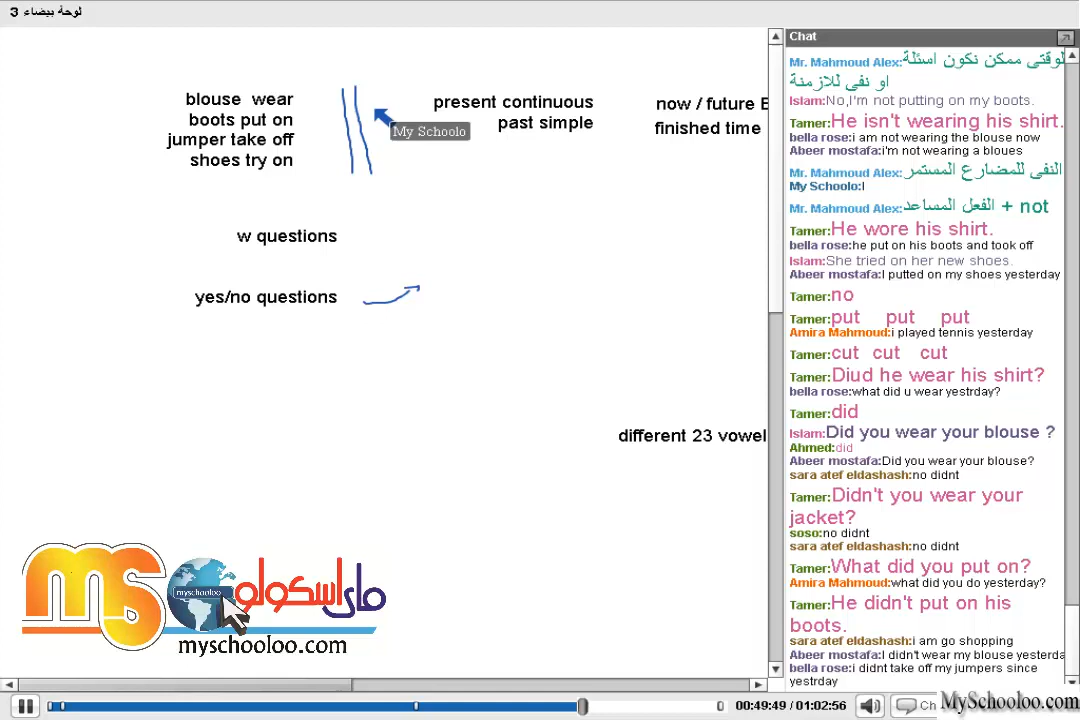 لوحة بيضاء 3
blouse wear
boots put on
jumper take off
shoes try on
My Schoolo
present continuous
past simple
now / future
finished time
w questions
yes/no questions
different 23 vowel
ms
myschooloo
ماى اسكولو
myschooloo.com
Chat
Mr. Mahmoud Alex:لوقتى ممكن نكون اسئلة
او نفى للازمنة
Islam:No,I'm not putting on my boots.
Tamer:He isn't wearing his shirt.
bella rose:i am not wearing the blouse now
Abeer mostafa:i'm not wearing a bloues
Mr. Mahmoud Alex:النفى للمضارع المستمر
My Schoolo:I
Mr. Mahmoud Alex:الفعل المساعد + not
Tamer:He wore his shirt.
bella rose:he put on his boots and took off
Islam:She tried on her new shoes.
Abeer mostafa:I putted on my shoes yesterday
Tamer:no
Tamer:put put put
Amira Mahmoud:i played tennis yesterday
Tamer:cut cut cut
Tamer:Diud he wear his shirt?
bella rose:what did u wear yestrday?
Tamer:did
Islam:Did you wear your blouse ?
Ahmed:did
Abeer mostafa:Did you wear your blouse?
sara atef eldashash:no didnt
Tamer:Didn't you wear your
jacket?
soso:no didnt
sara atef eldashash:no didnt
Tamer:What did you put on?
Amira Mahmoud:what did you do yesterday?
Tamer:He didn't put on his
boots.
sara atef eldashash:i am go shopping
Abeer mostafa:I didn't wear my blouse yesterda
bella rose:i didnt take off my jumpers since
yestrday
00:49:49 / 01:02:56
Ch
MySchooloo.com